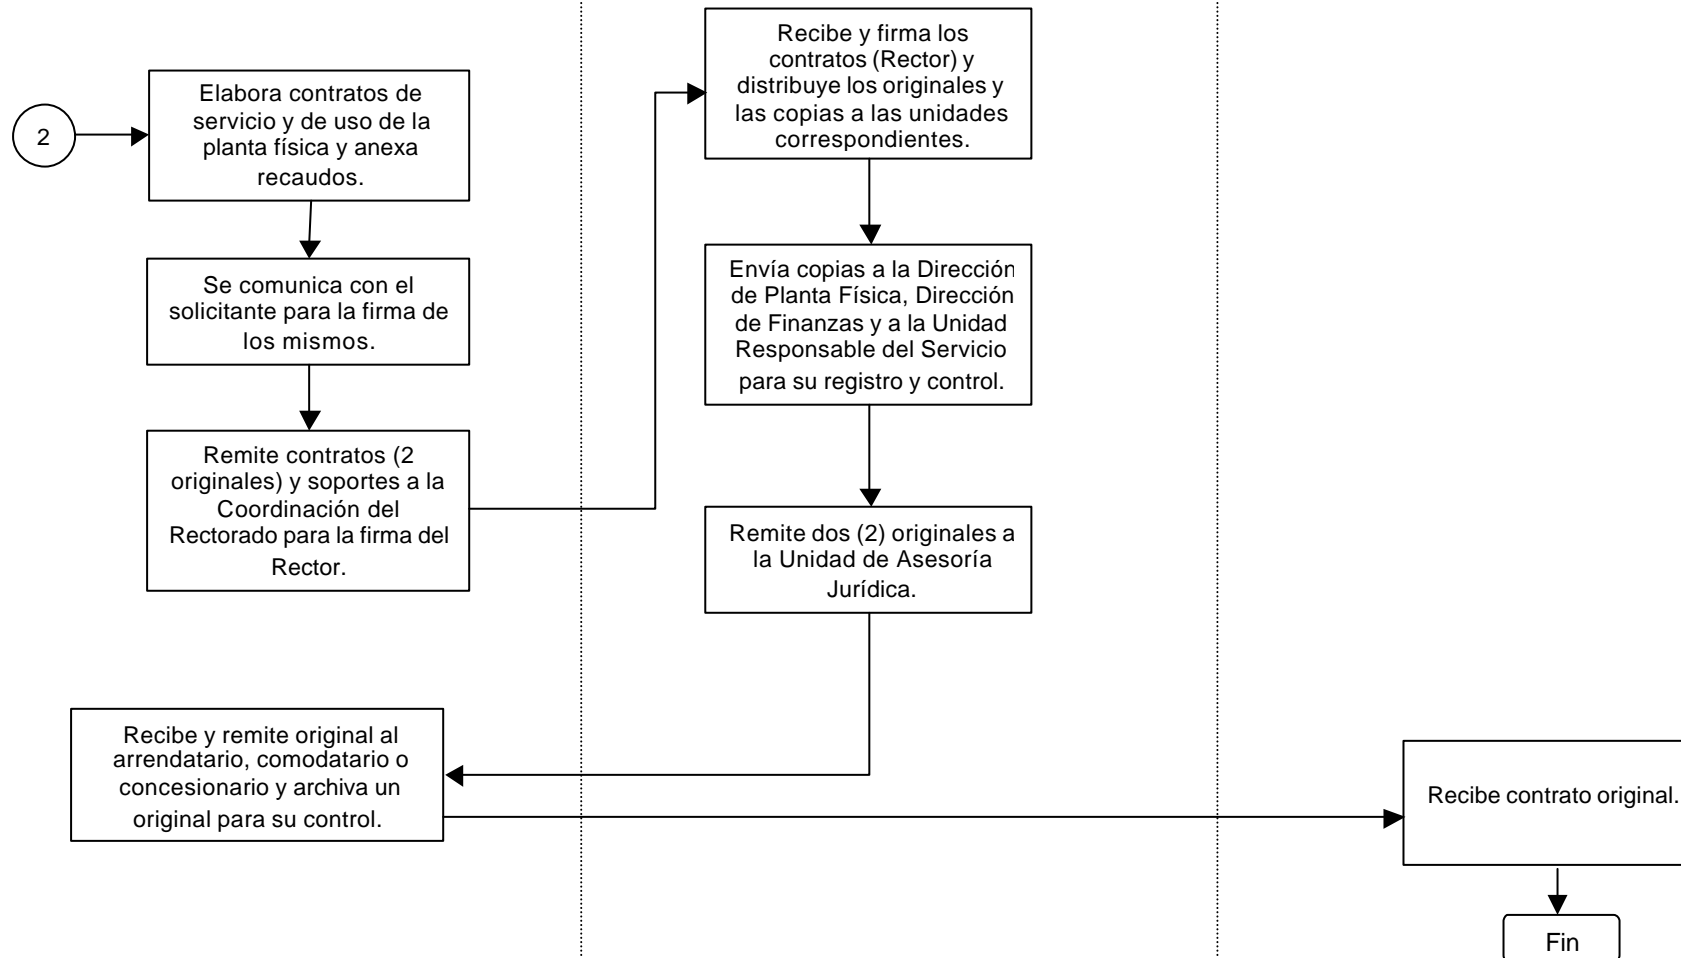 2
Elabora contratos de
servicio y de uso de la
planta física y anexa
recaudos.
Se comunica con el
solicitante para la firma de
los mismos.
Remite contratos (2
originales) y soportes a la
Coordinación del
Rectorado para la firma del
Rector.
Recibe y firma los
contratos (Rector) y
distribuye los originales y
las copias a las unidades
correspondientes.
Envía copias a la Dirección
de Planta Física, Dirección
de Finanzas y a la Unidad
Responsable del Servicio
para su registro y control.
Remite dos (2) originales a
la Unidad de Asesoría
Jurídica.
Recibe y remite original al
arrendatario, comodatario o
concesionario y archiva un
original para su control.
Recibe contrato original.
Fin